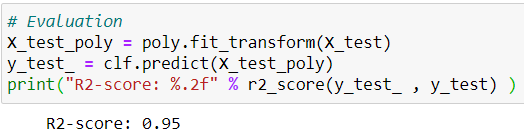 # Evaluation
X_test_poly = poly.fit_transform(X_test)
y_test_ = clf.predict(X_test_poly)
print("R2-score: %.2f" % r2_score(y_test_ , y_test) )
R2-score: 0.95